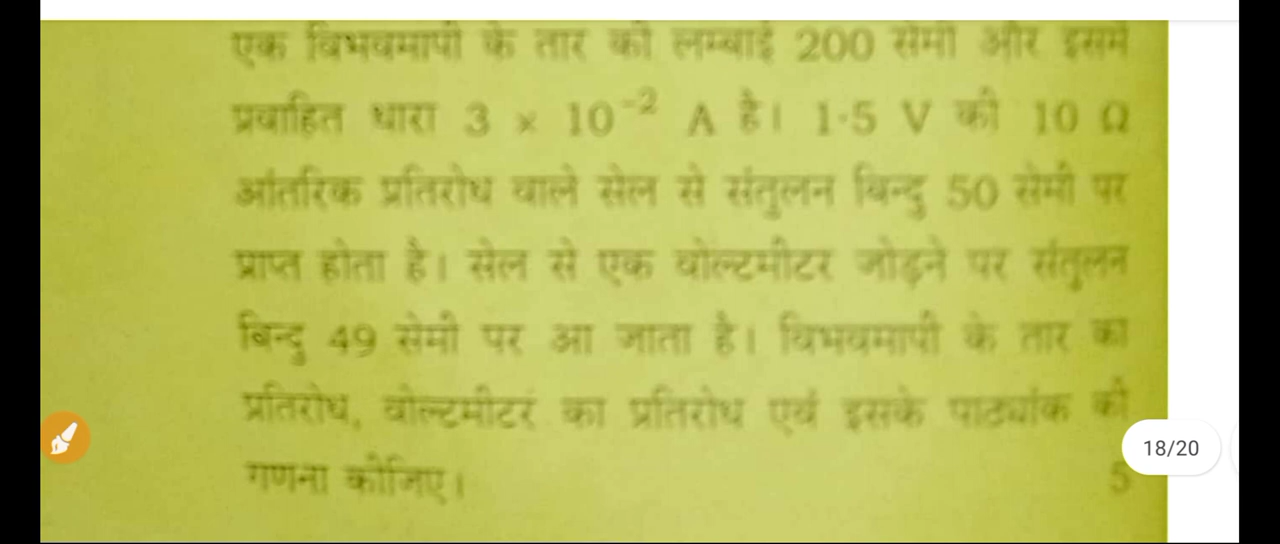 एक विभवमापी के तार की लम्बाई 200 सेमी और इसमें
प्रवाहित धारा 3 × 10⁻² A है। 1·5 V की 10 Ω
आंतरिक प्रतिरोध वाले सेल से संतुलन बिन्दु 50 सेमी पर
प्राप्त होता है। सेल से एक वोल्टमीटर जोड़ने पर संतुलन
बिन्दु 49 सेमी पर आ जाता है। विभवमापी के तार का
प्रतिरोध, वोल्टमीटर का प्रतिरोध एवं इसके पाठ्यांक की
18/20
गणना कीजिए।
5